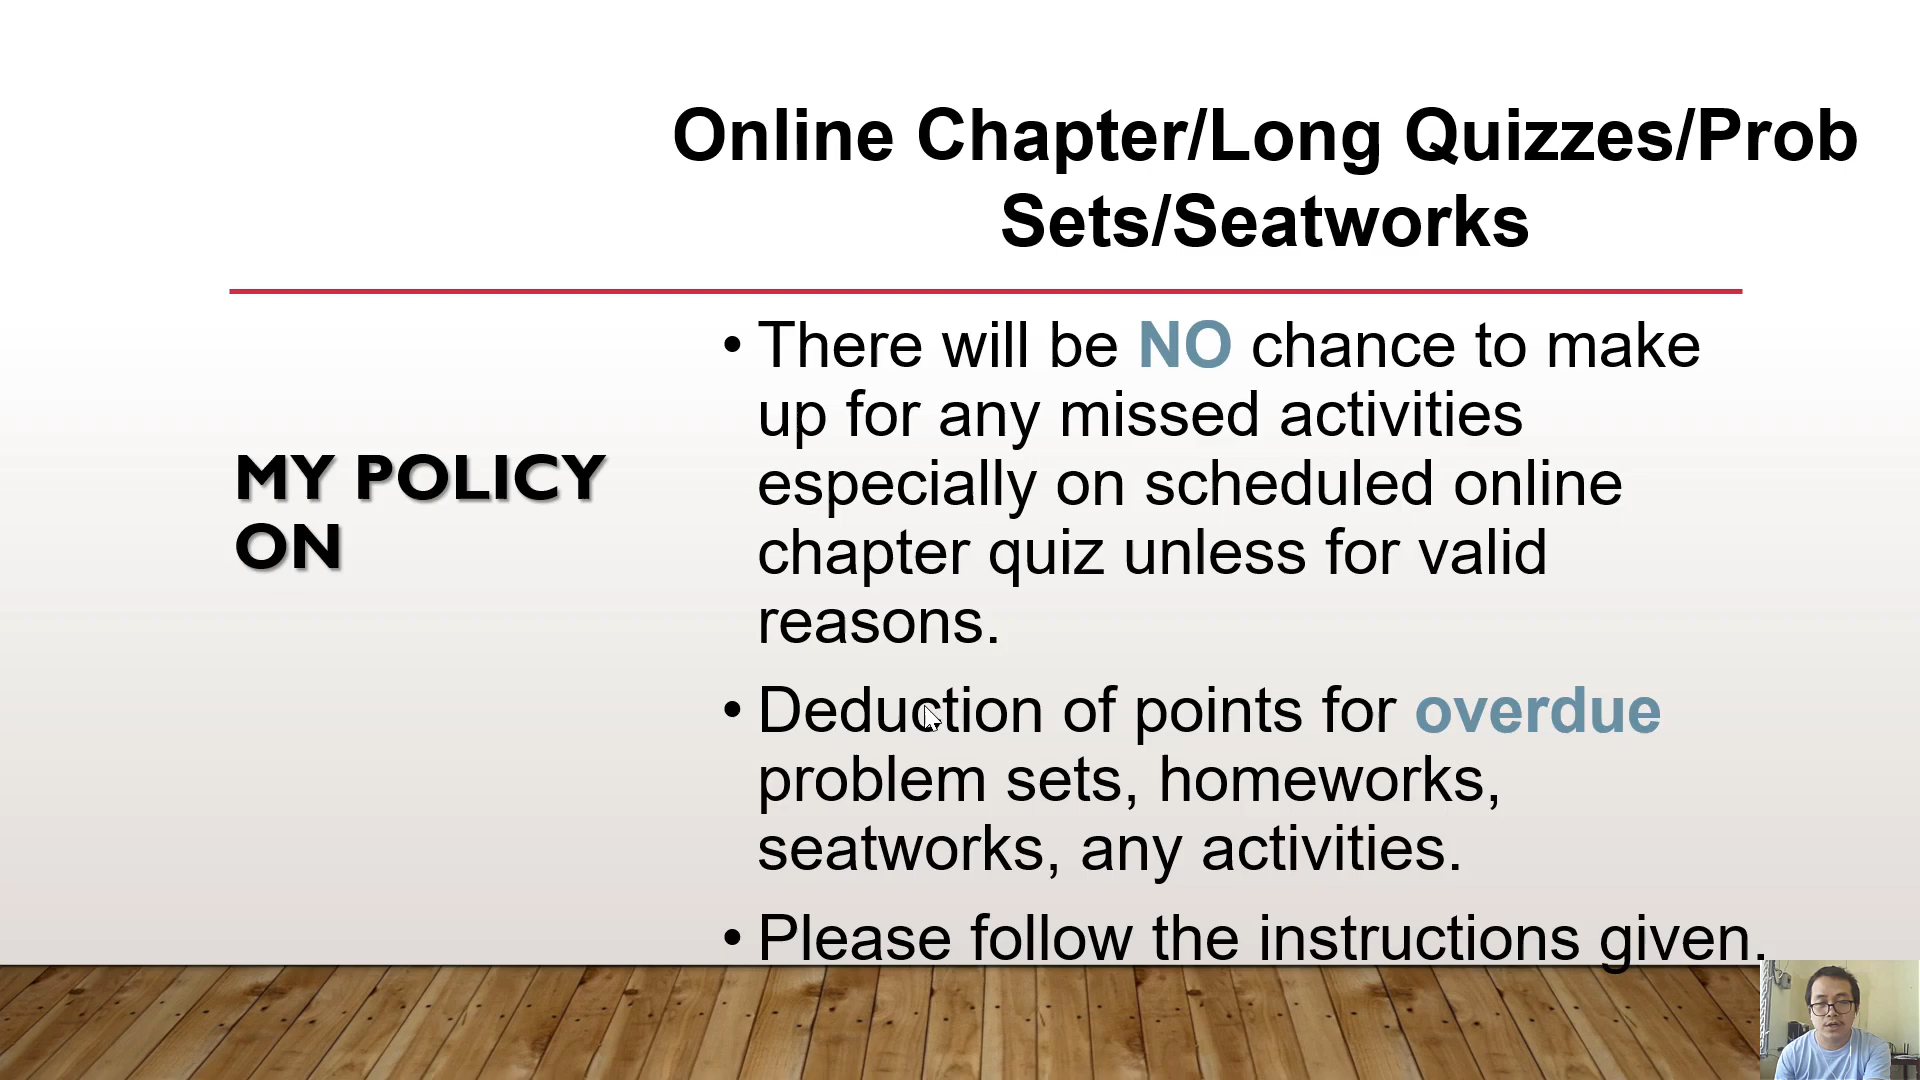 Online Chapter/Long Quizzes/Prob
Sets/Seatworks
MY POLICY
ON
• There will be NO chance to make
up for any missed activities
especially on scheduled online
chapter quiz unless for valid
reasons.
• Deduction of points for overdue
problem sets, homeworks,
seatworks, any activities.
• Please follow the instructions given.